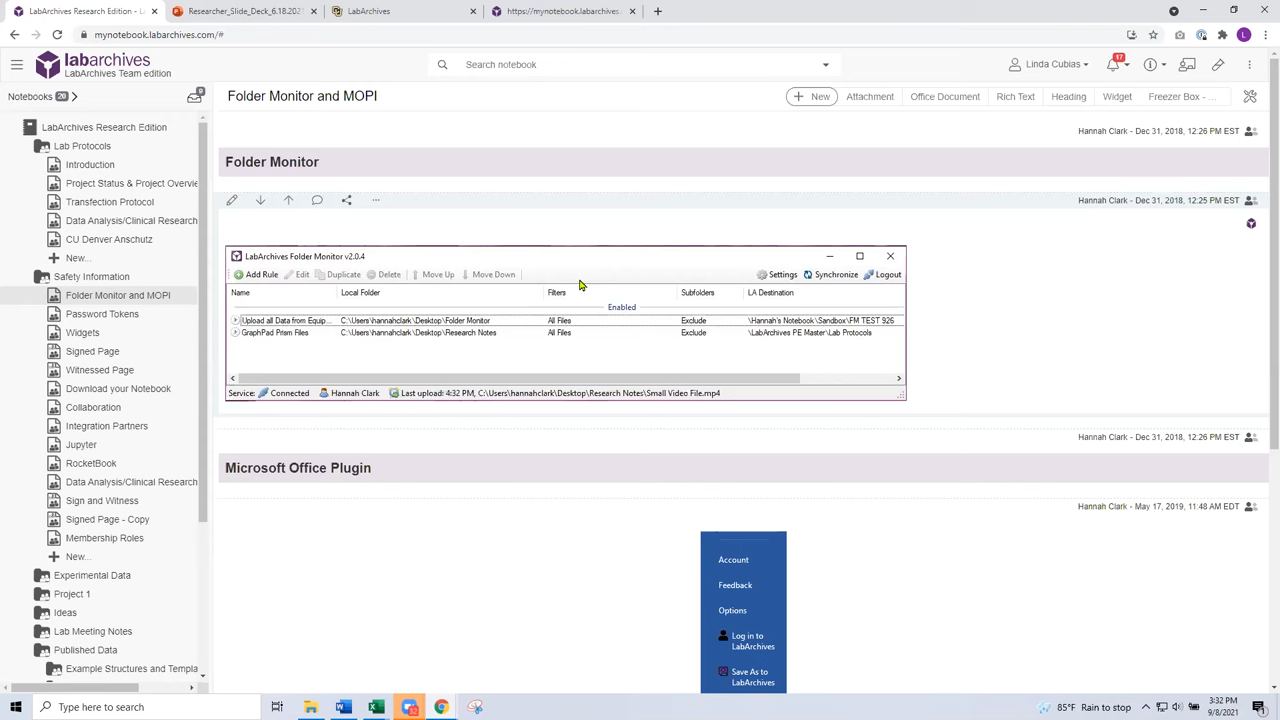 LabArchives Research Edition - L
Researcher_Slide_Deck_6.18.202
LabArchives
https://mynotebook.labarchives.c
mynotebook.labarchives.com/#
L
labarchives
LabArchives Team edition
Search notebook
Linda Cubias
17
Notebooks 20
9
Folder Monitor and MOPI
New
Attachment
Office Document
Rich Text
Heading
Widget
Freezer Box - ...
LabArchives Research Edition
Lab Protocols
Introduction
Project Status & Project Overvie
Transfection Protocol
Data Analysis/Clinical Research
CU Denver Anschutz
New...
Safety Information
Folder Monitor and MOPI
Password Tokens
Widgets
Signed Page
Witnessed Page
Download your Notebook
Collaboration
Integration Partners
Jupyter
RocketBook
Data Analysis/Clinical Research
Sign and Witness
Signed Page - Copy
Membership Roles
New...
Experimental Data
Project 1
Ideas
Lab Meeting Notes
Published Data
Example Structures and Templa
Hannah Clark - Dec 31, 2018, 12:26 PM EST
Folder Monitor
Hannah Clark - Dec 31, 2018, 12:25 PM EST
LabArchives Folder Monitor v2.0.4
Add Rule Edit Duplicate Delete Move Up Move Down Settings Synchronize Logout
Name Local Folder Filters Subfolders LA Destination
Enabled
Upload all Data from Equip... C:\Users\hannahclark\Desktop\Folder Monitor All Files Exclude \Hannah's Notebook\Sandbox\FM TEST 926
GraphPad Prism Files C:\Users\hannahclark\Desktop\Research Notes All Files Exclude \LabArchives PE Master\Lab Protocols
Service: Connected Hannah Clark Last upload: 4:32 PM, C:\Users\hannahclark\Desktop\Research Notes\Small Video File.mp4
Hannah Clark - Dec 31, 2018, 12:26 PM EST
Microsoft Office Plugin
Hannah Clark - May 17, 2019, 11:48 AM EDT
Account
Feedback
Options
Log in to
LabArchives
Save As to
LabArchives
Type here to search
85°F Rain to stop
3:32 PM
9/8/2021